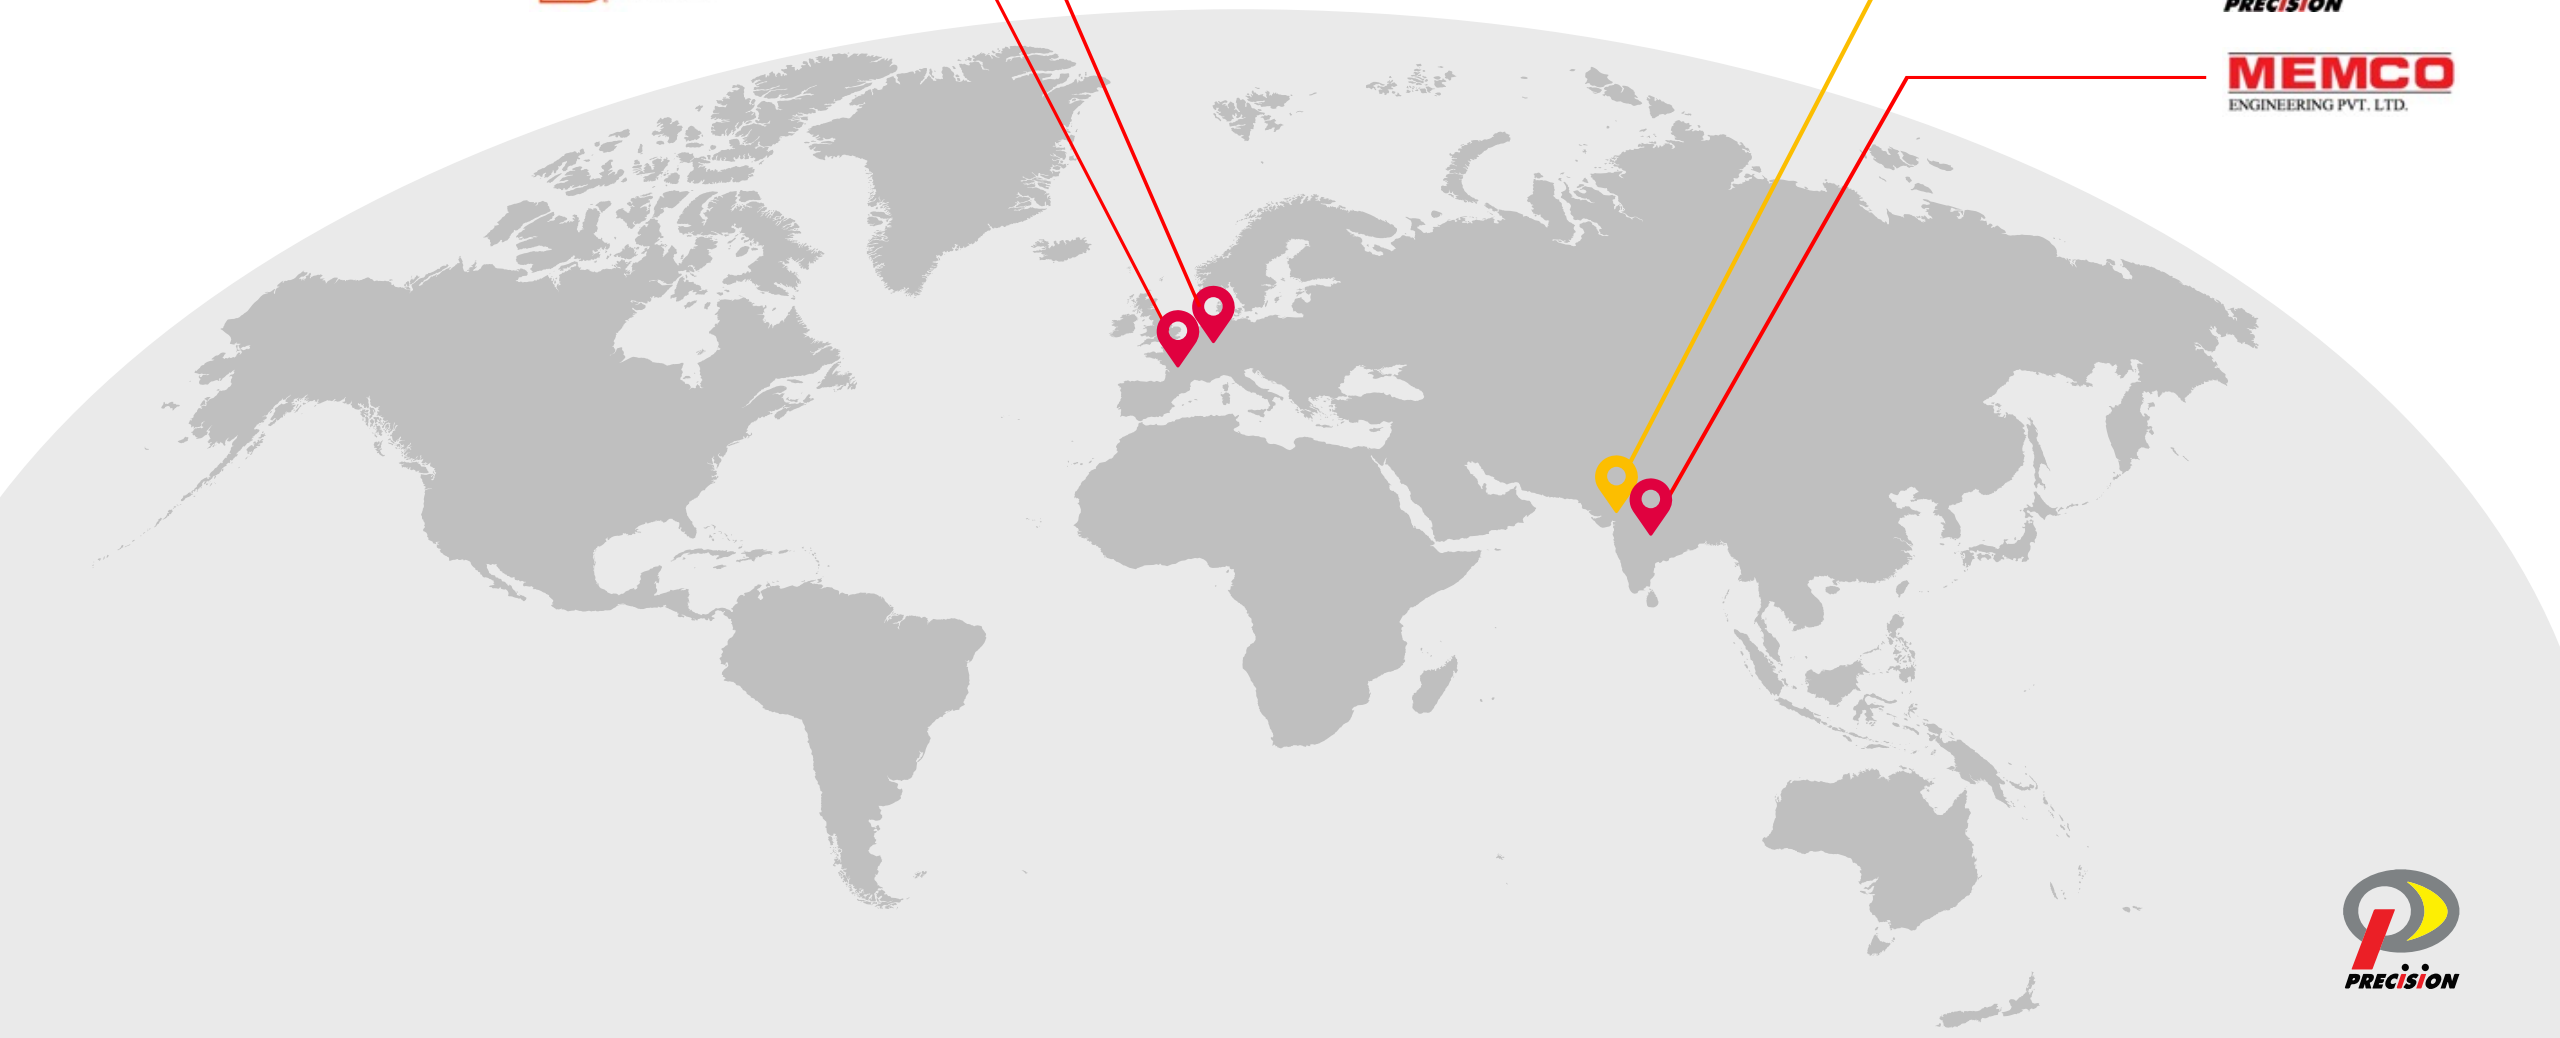 PRECISION
MEMCO
ENGINEERING PVT. LTD.
PRECISION